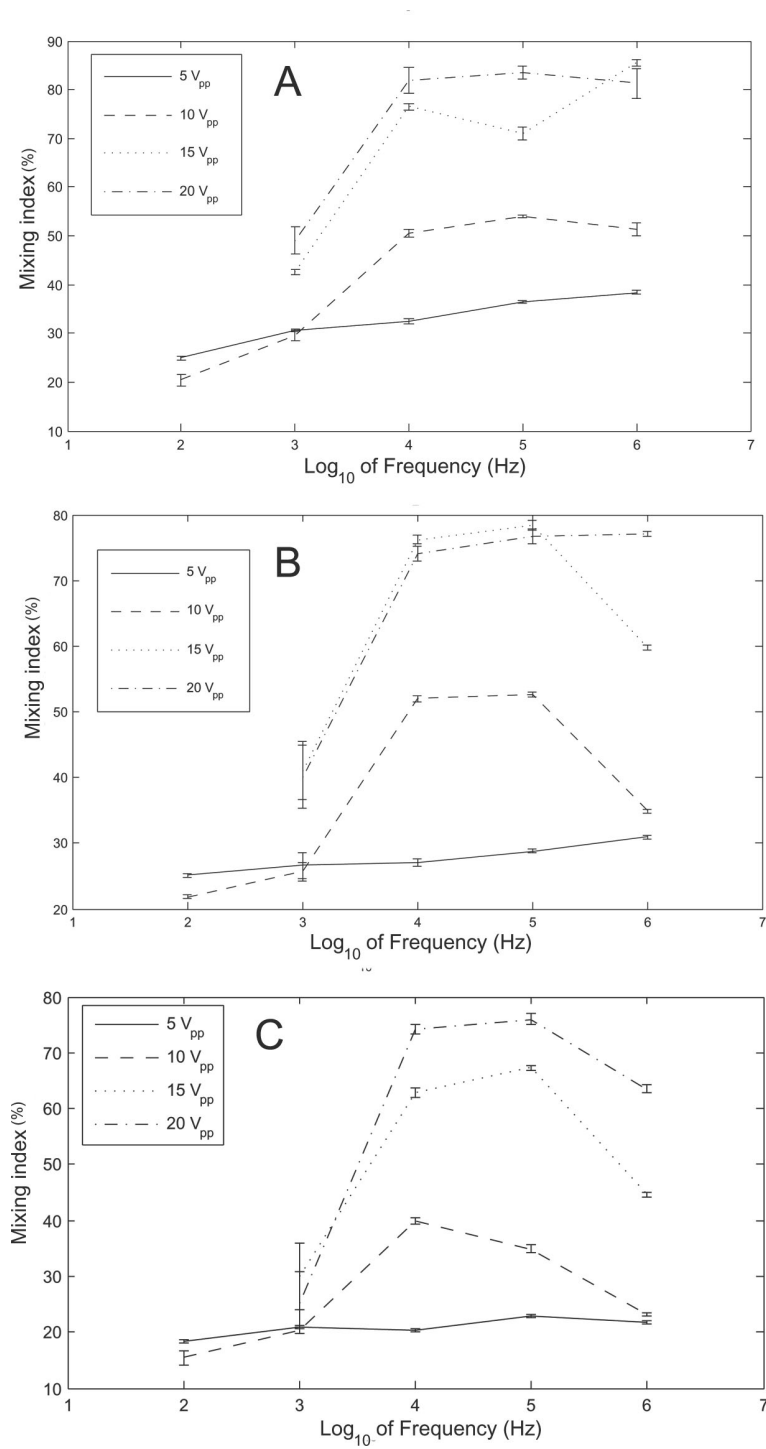 90
80
70
60
50
40
30
20
10
Mixing index (%)
5 Vpp
10 Vpp
15 Vpp
20 Vpp
A
1 2 3 4 5 6 7
Log10 of Frequency (Hz)
80
70
60
50
40
30
20
Mixing index (%)
5 Vpp
10 Vpp
15 Vpp
20 Vpp
B
1 2 3 4 5 6 7
Log10 of Frequency (Hz)
80
70
60
50
40
30
20
10
Mixing index (%)
5 Vpp
10 Vpp
15 Vpp
20 Vpp
C
1 2 3 4 5 6 7
Log10 of Frequency (Hz)